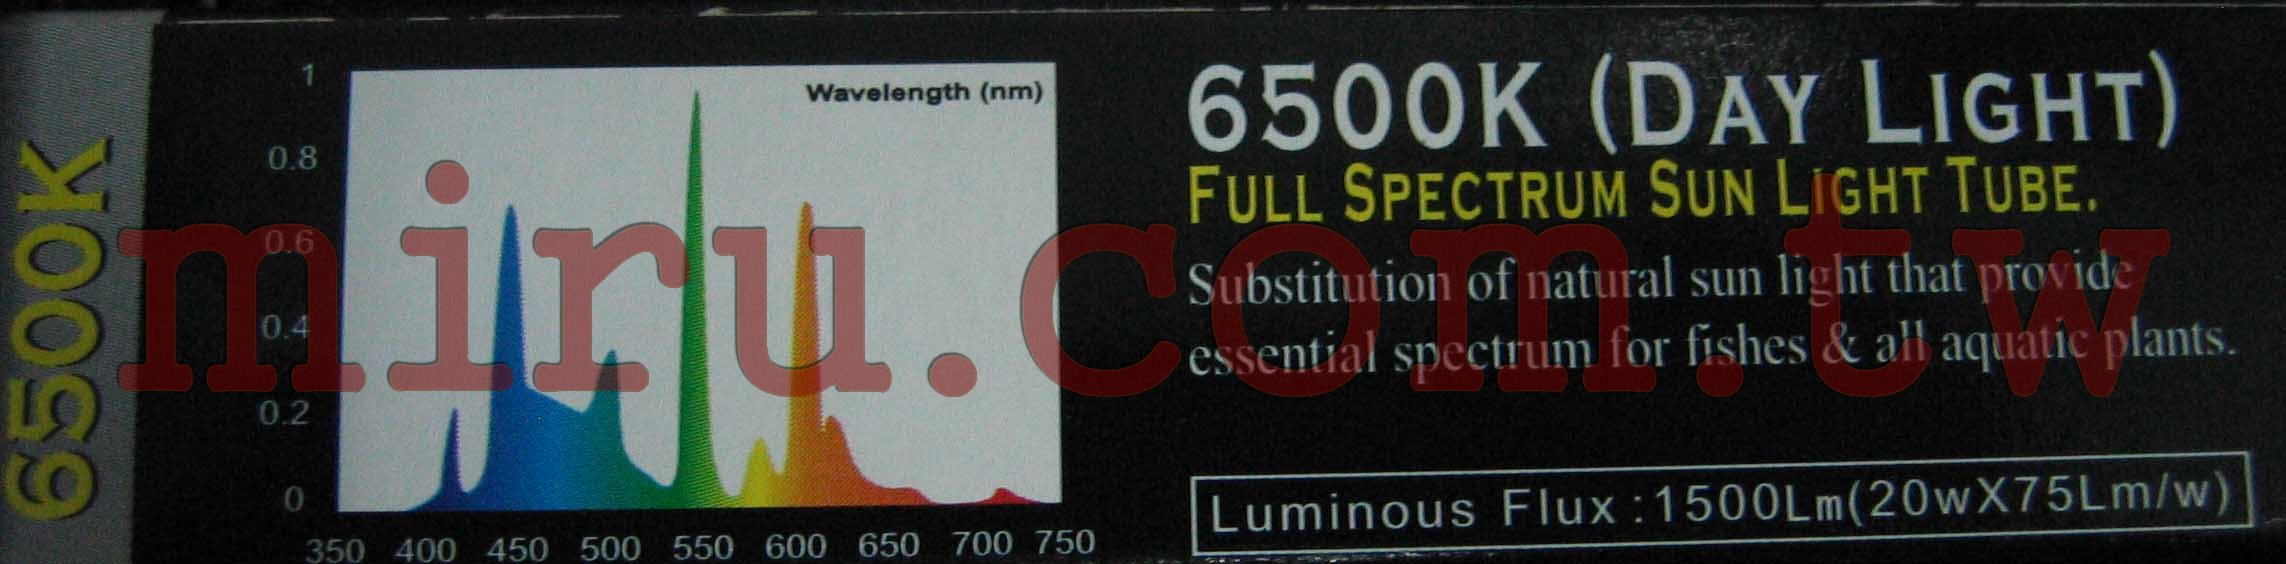 6500K
1
0.8
0.6
0.4
0.2
0
Wavelength (nm)
350 400 450 500 550 600 650 700 750
6500K (DAY LIGHT)
FULL SPECTRUM SUN LIGHT TUBE.
Substitution of natural sun light that provide
essential spectrum for fishes & all aquatic plants.
Luminous Flux :1500Lm(20wX75Lm/w)
miru.com.tw